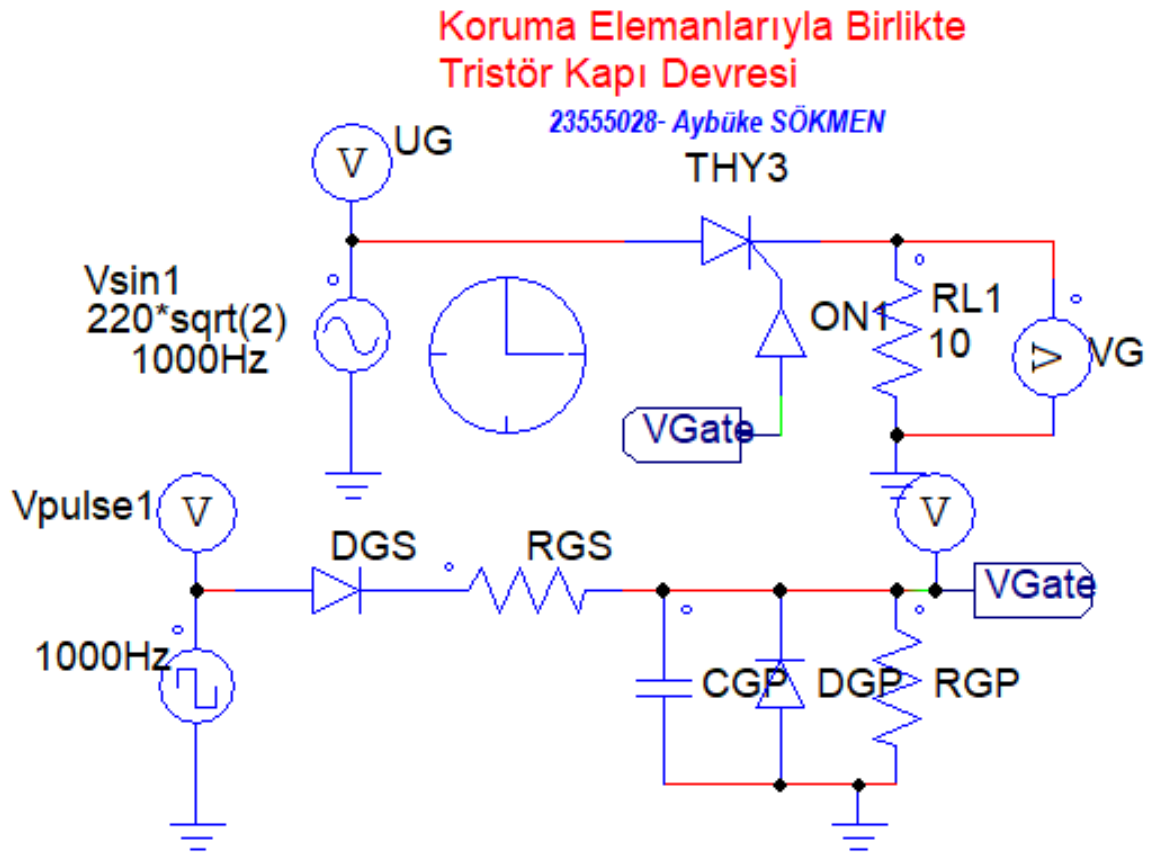 Koruma Elemanlarıyla Birlikte
Tristör Kapı Devresi
23555028- Aybüke SÖKMEN
V
UG
THY3
Vsin1
220*sqrt(2)
1000Hz
ON1
RL1
10
V
VG
VGate
Vpulse1
V
V
DGS
RGS
VGate
1000Hz
CGP
DGP
RGP